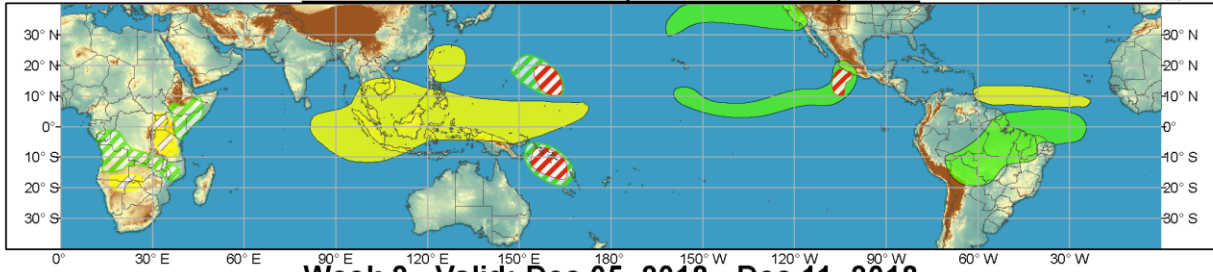 30° N 30° N
20° N 20° N
10° N 10° N
0° 0°
10° S 10° S
20° S 20° S
30° S 30° S
0° 30° E 60° E 90° E 120° E 150° E 180° 150° W 120° W 90° W 60° W 30° W
Week 2 - Valid: Dec 05, 2018 - Dec 11, 2018